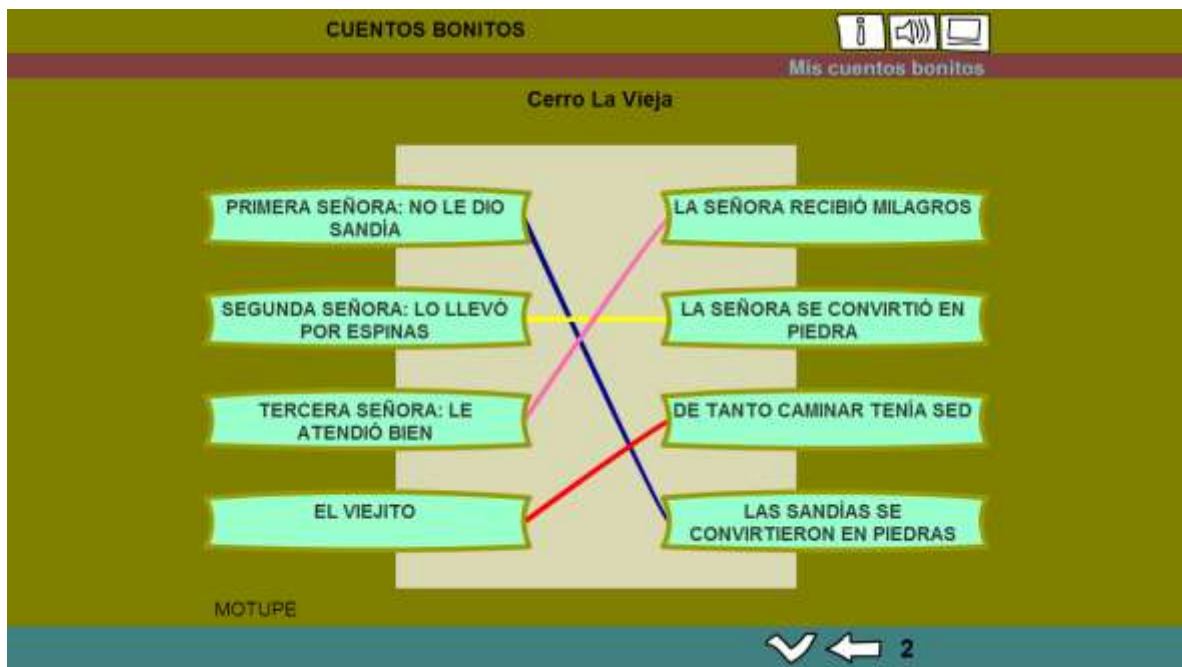 CUENTOS BONITOS
Mis cuentos bonitos
Cerro La Vieja
PRIMERA SEÑORA: NO LE DIO
SANDÍA
LA SEÑORA RECIBIÓ MILAGROS
SEGUNDA SEÑORA: LO LLEVÓ
POR ESPINAS
LA SEÑORA SE CONVIRTIÓ EN
PIEDRA
TERCERA SEÑORA: LE
ATENDIÓ BIEN
DE TANTO CAMINAR TENÍA SED
EL VIEJITO
LAS SANDÍAS SE
CONVIRTIERON EN PIEDRAS
MOTUPE
2